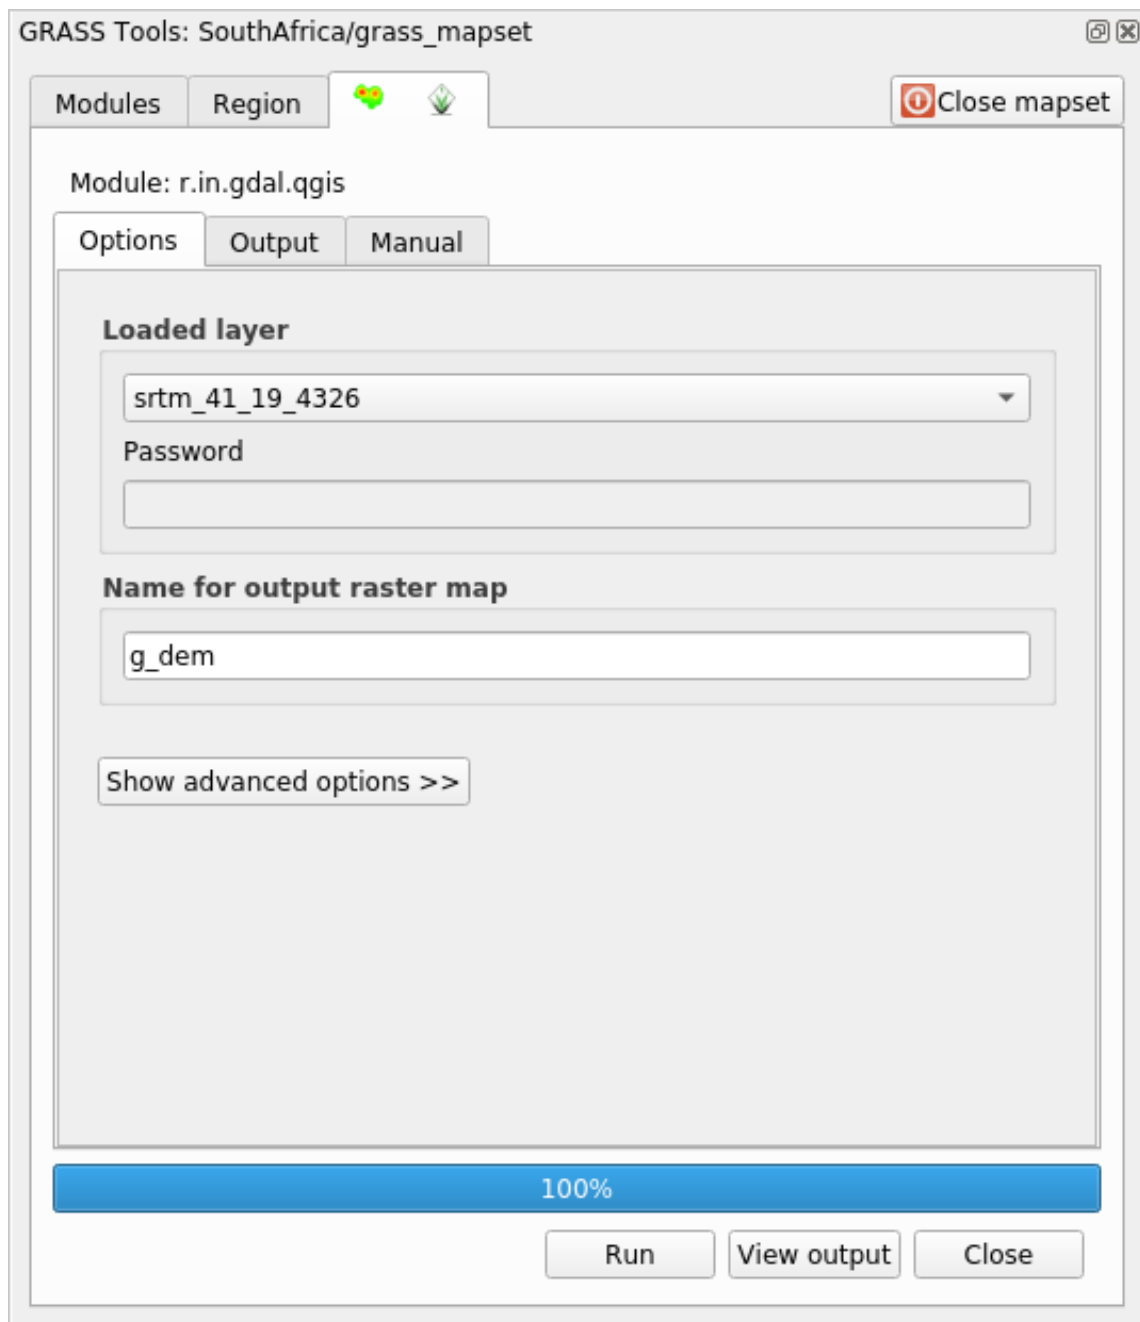 GRASS Tools: SouthAfrica/grass_mapset
Modules Region Close mapset
Module: r.in.gdal.qgis
Options Output Manual
Loaded layer
srtm_41_19_4326
Password
Name for output raster map
g_dem
Show advanced options >>
100%
Run View output Close